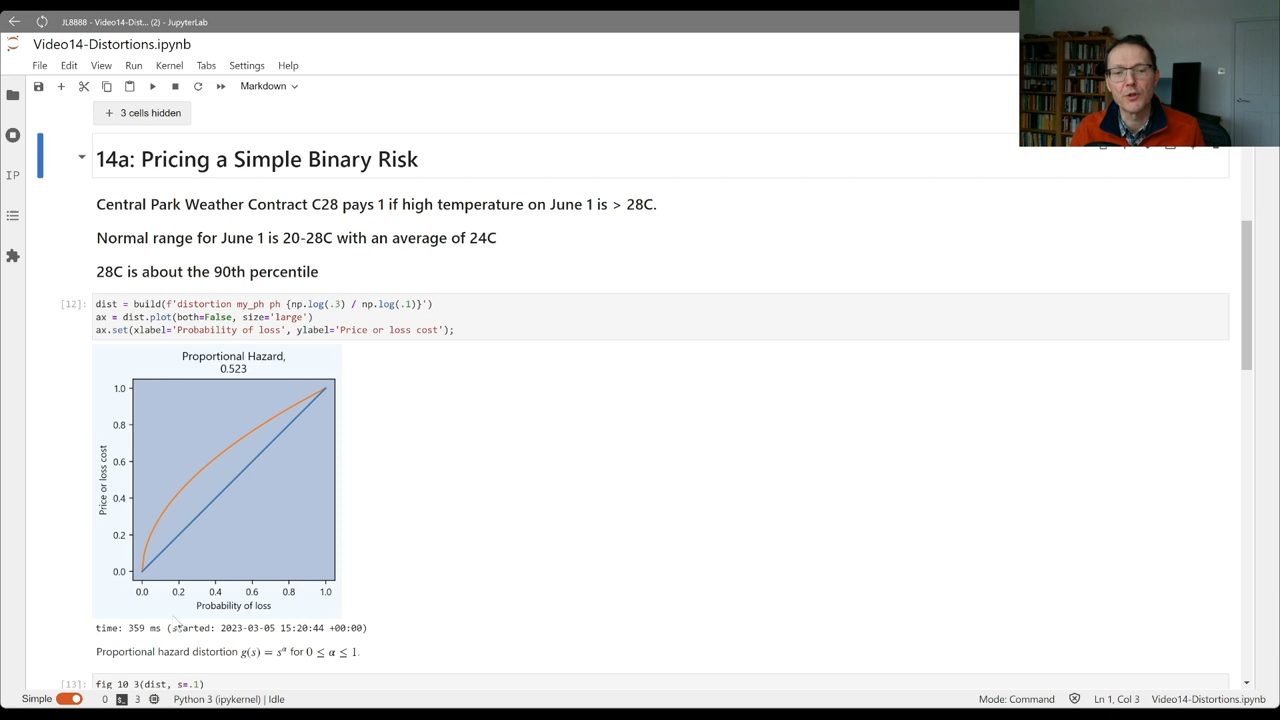 JL8888 - Video14-Dist... (2) - JupyterLab
Video14-Distortions.ipynb
File Edit View Run Kernel Tabs Settings Help
Markdown
+ 3 cells hidden
14a: Pricing a Simple Binary Risk
Central Park Weather Contract C28 pays 1 if high temperature on June 1 is > 28C.
Normal range for June 1 is 20-28C with an average of 24C
28C is about the 90th percentile
[12]: dist = build(f'distortion my_ph ph {np.log(.3) / np.log(.1)}')
ax = dist.plot(both=False, size='large')
ax.set(xlabel='Probability of loss', ylabel='Price or loss cost');
Proportional Hazard,
0.523
1.0
0.8
0.6
0.4
0.2
0.0
Price or loss cost
0.0 0.2 0.4 0.6 0.8 1.0
Probability of loss
time: 359 ms (started: 2023-03-05 15:20:44 +00:00)
Proportional hazard distortion g(s) = s^α for 0 ≤ α ≤ 1.
[13]: fig_10_3(dist, s=.1)
IP
Simple 0 3 Python 3 (ipykernel) | Idle Mode: Command Ln 1, Col 3 Video14-Distortions.ipynb